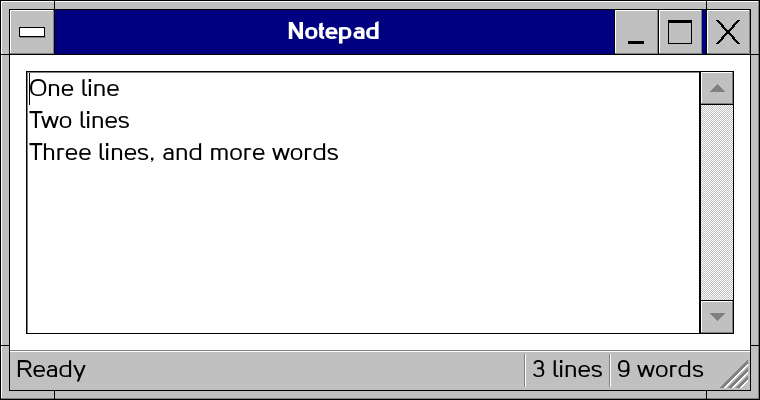 Notepad
One line
Two lines
Three lines, and more words
Ready 3 lines 9 words